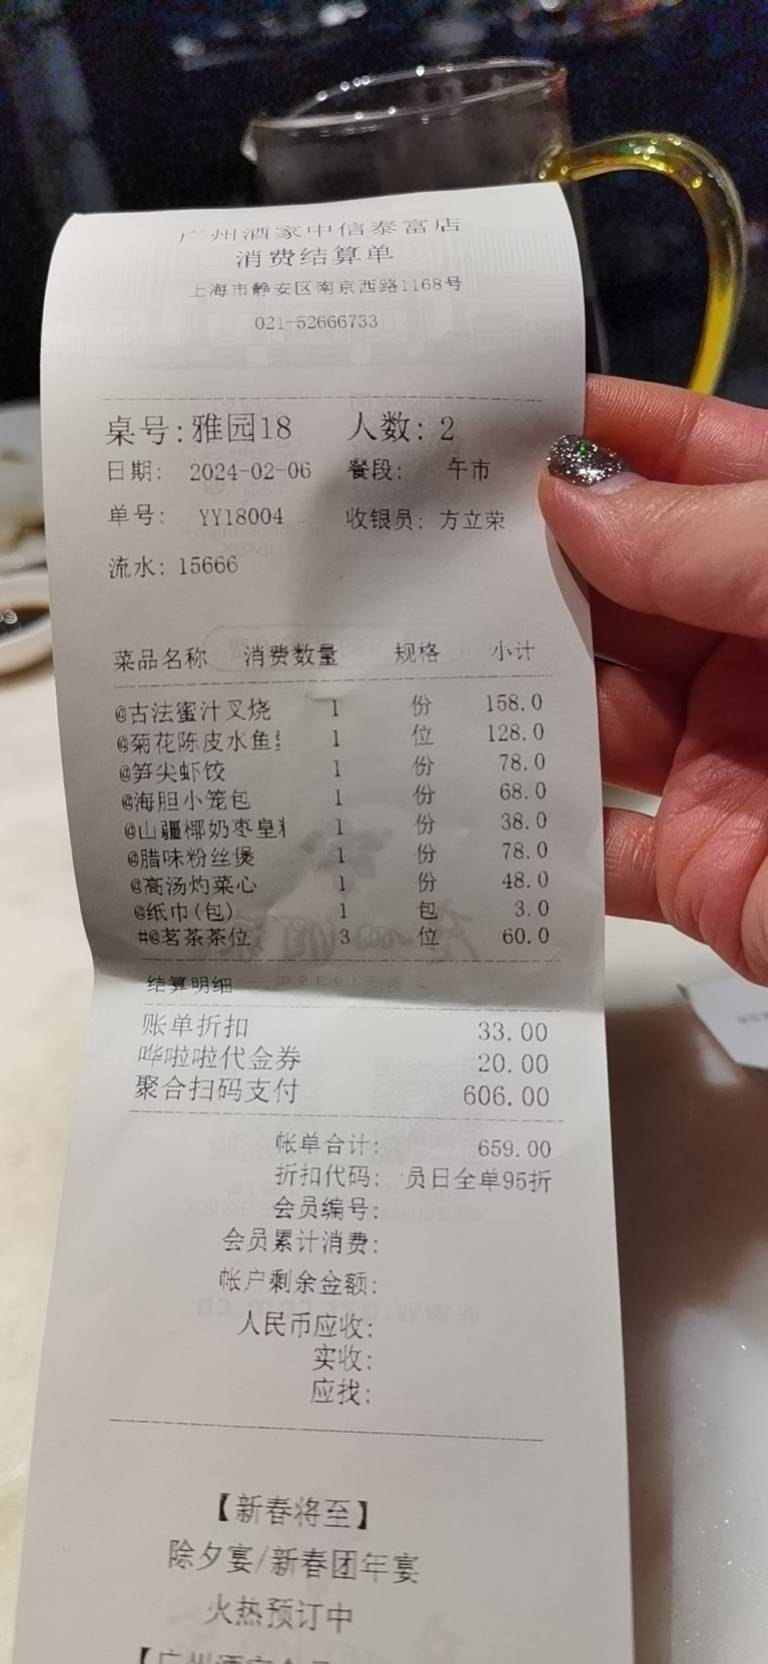 广州酒家中信泰富店
消费结算单
上海市静安区南京西路1168号
021-52666733
桌号:雅园18 人数: 2
日期: 2024-02-06 餐段: 午市
单号: YY18004 收银员: 方立荣
流水: 15666
菜品名称 消费数量 规格 小计
@古法蜜汁叉烧 1 份 158.0
@菊花陈皮水鱼 1 位 128.0
@笋尖虾饺 1 份 78.0
@海胆小笼包 1 份 68.0
@山疆椰奶枣皇 1 份 38.0
@腊味粉丝煲 1 份 78.0
@高汤灼菜心 1 份 48.0
@纸巾(包) 1 包 3.0
#@茗茶茶位 3 位 60.0
结算明细
账单折扣 33.00
哗啦啦代金券 20.00
聚合扫码支付 606.00
帐单合计: 659.00
折扣代码: 员日全单95折
会员编号:
会员累计消费:
帐户剩余金额:
人民币应收:
实收:
应找:
【新春将至】
除夕宴/新春团年宴
火热预订中
【广州酒家会员